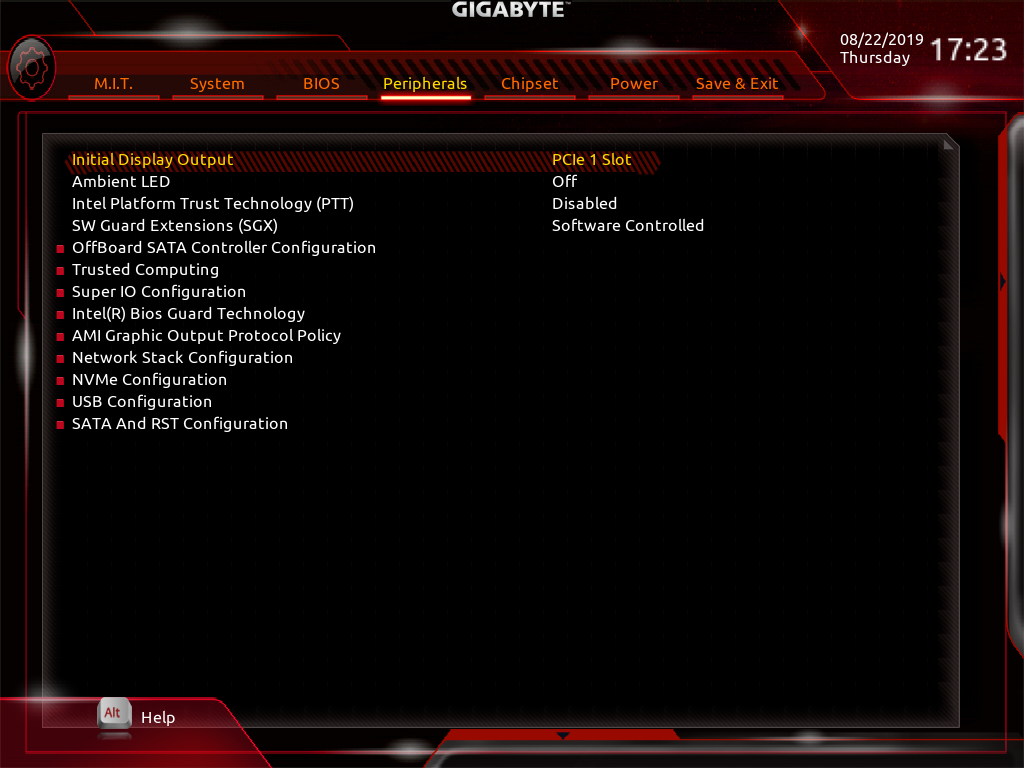 GIGABYTE™
08/22/2019 17:23
Thursday
M.I.T. System BIOS Peripherals Chipset Power Save & Exit
Initial Display Output PCIe 1 Slot
Ambient LED Off
Intel Platform Trust Technology (PTT) Disabled
SW Guard Extensions (SGX) Software Controlled
OffBoard SATA Controller Configuration
Trusted Computing
Super IO Configuration
Intel(R) Bios Guard Technology
AMI Graphic Output Protocol Policy
Network Stack Configuration
NVMe Configuration
USB Configuration
SATA And RST Configuration
Alt Help